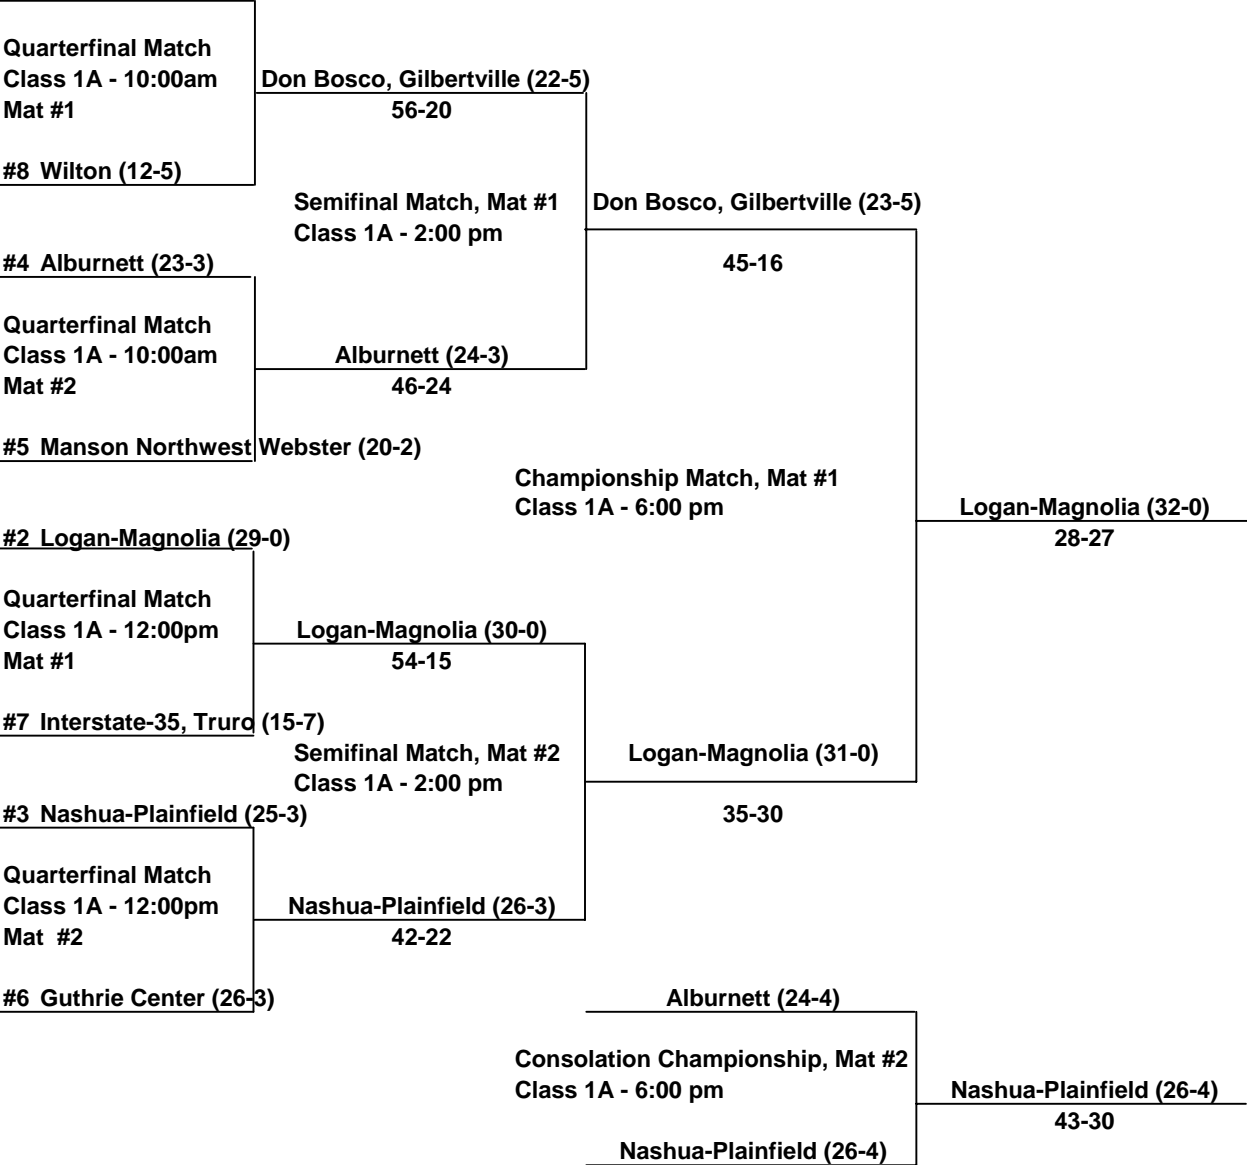 Quarterfinal Match
Class 1A - 10:00am
Mat #1
Don Bosco, Gilbertville (22-5)
56-20
#8 Wilton (12-5)
Semifinal Match, Mat #1
Class 1A - 2:00 pm
Don Bosco, Gilbertville (23-5)
45-16
#4 Alburnett (23-3)
Quarterfinal Match
Class 1A - 10:00am
Mat #2
Alburnett (24-3)
46-24
#5 Manson Northwest Webster (20-2)
Championship Match, Mat #1
Class 1A - 6:00 pm
Logan-Magnolia (32-0)
28-27
#2 Logan-Magnolia (29-0)
Quarterfinal Match
Class 1A - 12:00pm
Mat #1
Logan-Magnolia (30-0)
54-15
#7 Interstate-35, Truro (15-7)
Semifinal Match, Mat #2
Class 1A - 2:00 pm
Logan-Magnolia (31-0)
35-30
#3 Nashua-Plainfield (25-3)
Quarterfinal Match
Class 1A - 12:00pm
Mat #2
Nashua-Plainfield (26-3)
42-22
#6 Guthrie Center (26-3)
Alburnett (24-4)
Consolation Championship, Mat #2
Class 1A - 6:00 pm
Nashua-Plainfield (26-4)
43-30
Nashua-Plainfield (26-4)